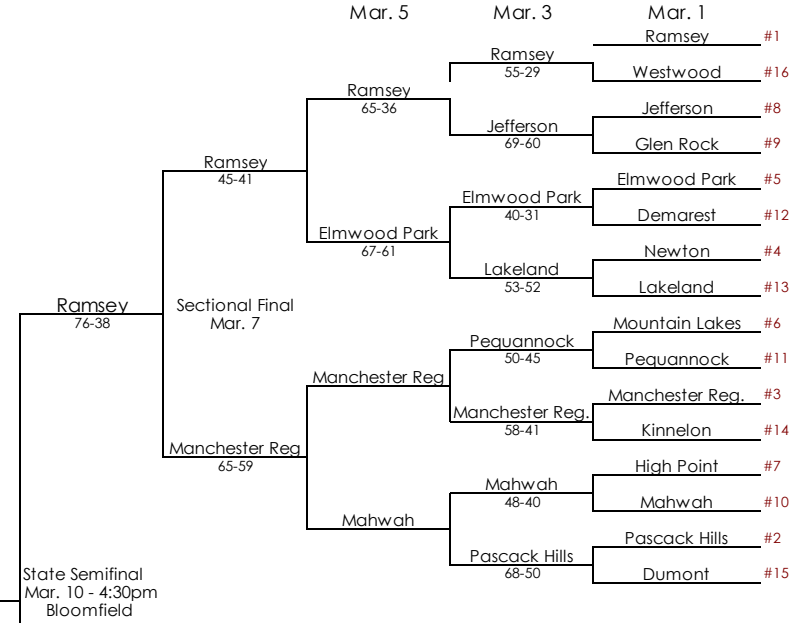 Mar. 5 Mar. 3 Mar. 1
Ramsey #1
Ramsey
55-29
Westwood #16
Ramsey
65-36
Jefferson #8
Jefferson
69-60
Glen Rock #9
Ramsey
45-41
Elmwood Park #5
Elmwood Park
40-31
Demarest #12
Elmwood Park
67-61
Newton #4
Lakeland
53-52
Lakeland #13
Ramsey
76-38
Sectional Final
Mar. 7
Mountain Lakes #6
Pequannock
50-45
Pequannock #11
Manchester Reg
Manchester Reg. #3
Manchester Reg.
58-41
Kinnelon #14
Manchester Reg
65-59
High Point #7
Mahwah
48-40
Mahwah #10
Mahwah
Pascack Hills #2
Pascack Hills
68-50
Dumont #15
State Semifinal
Mar. 10 - 4:30pm
Bloomfield